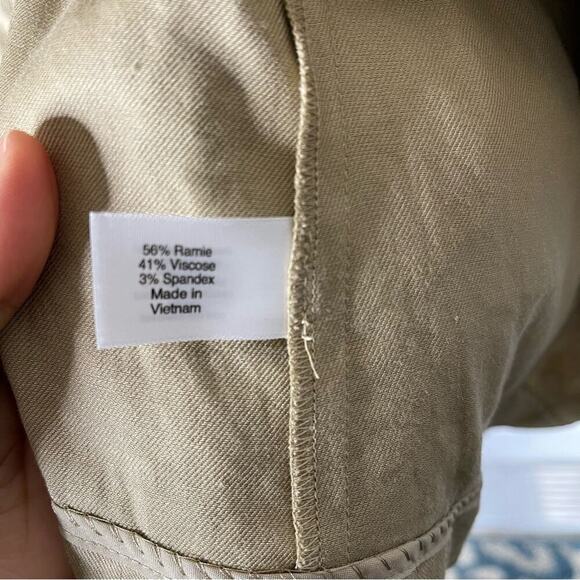 56% Ramie
41% Viscose
3% Spandex
Made in
Vietnam